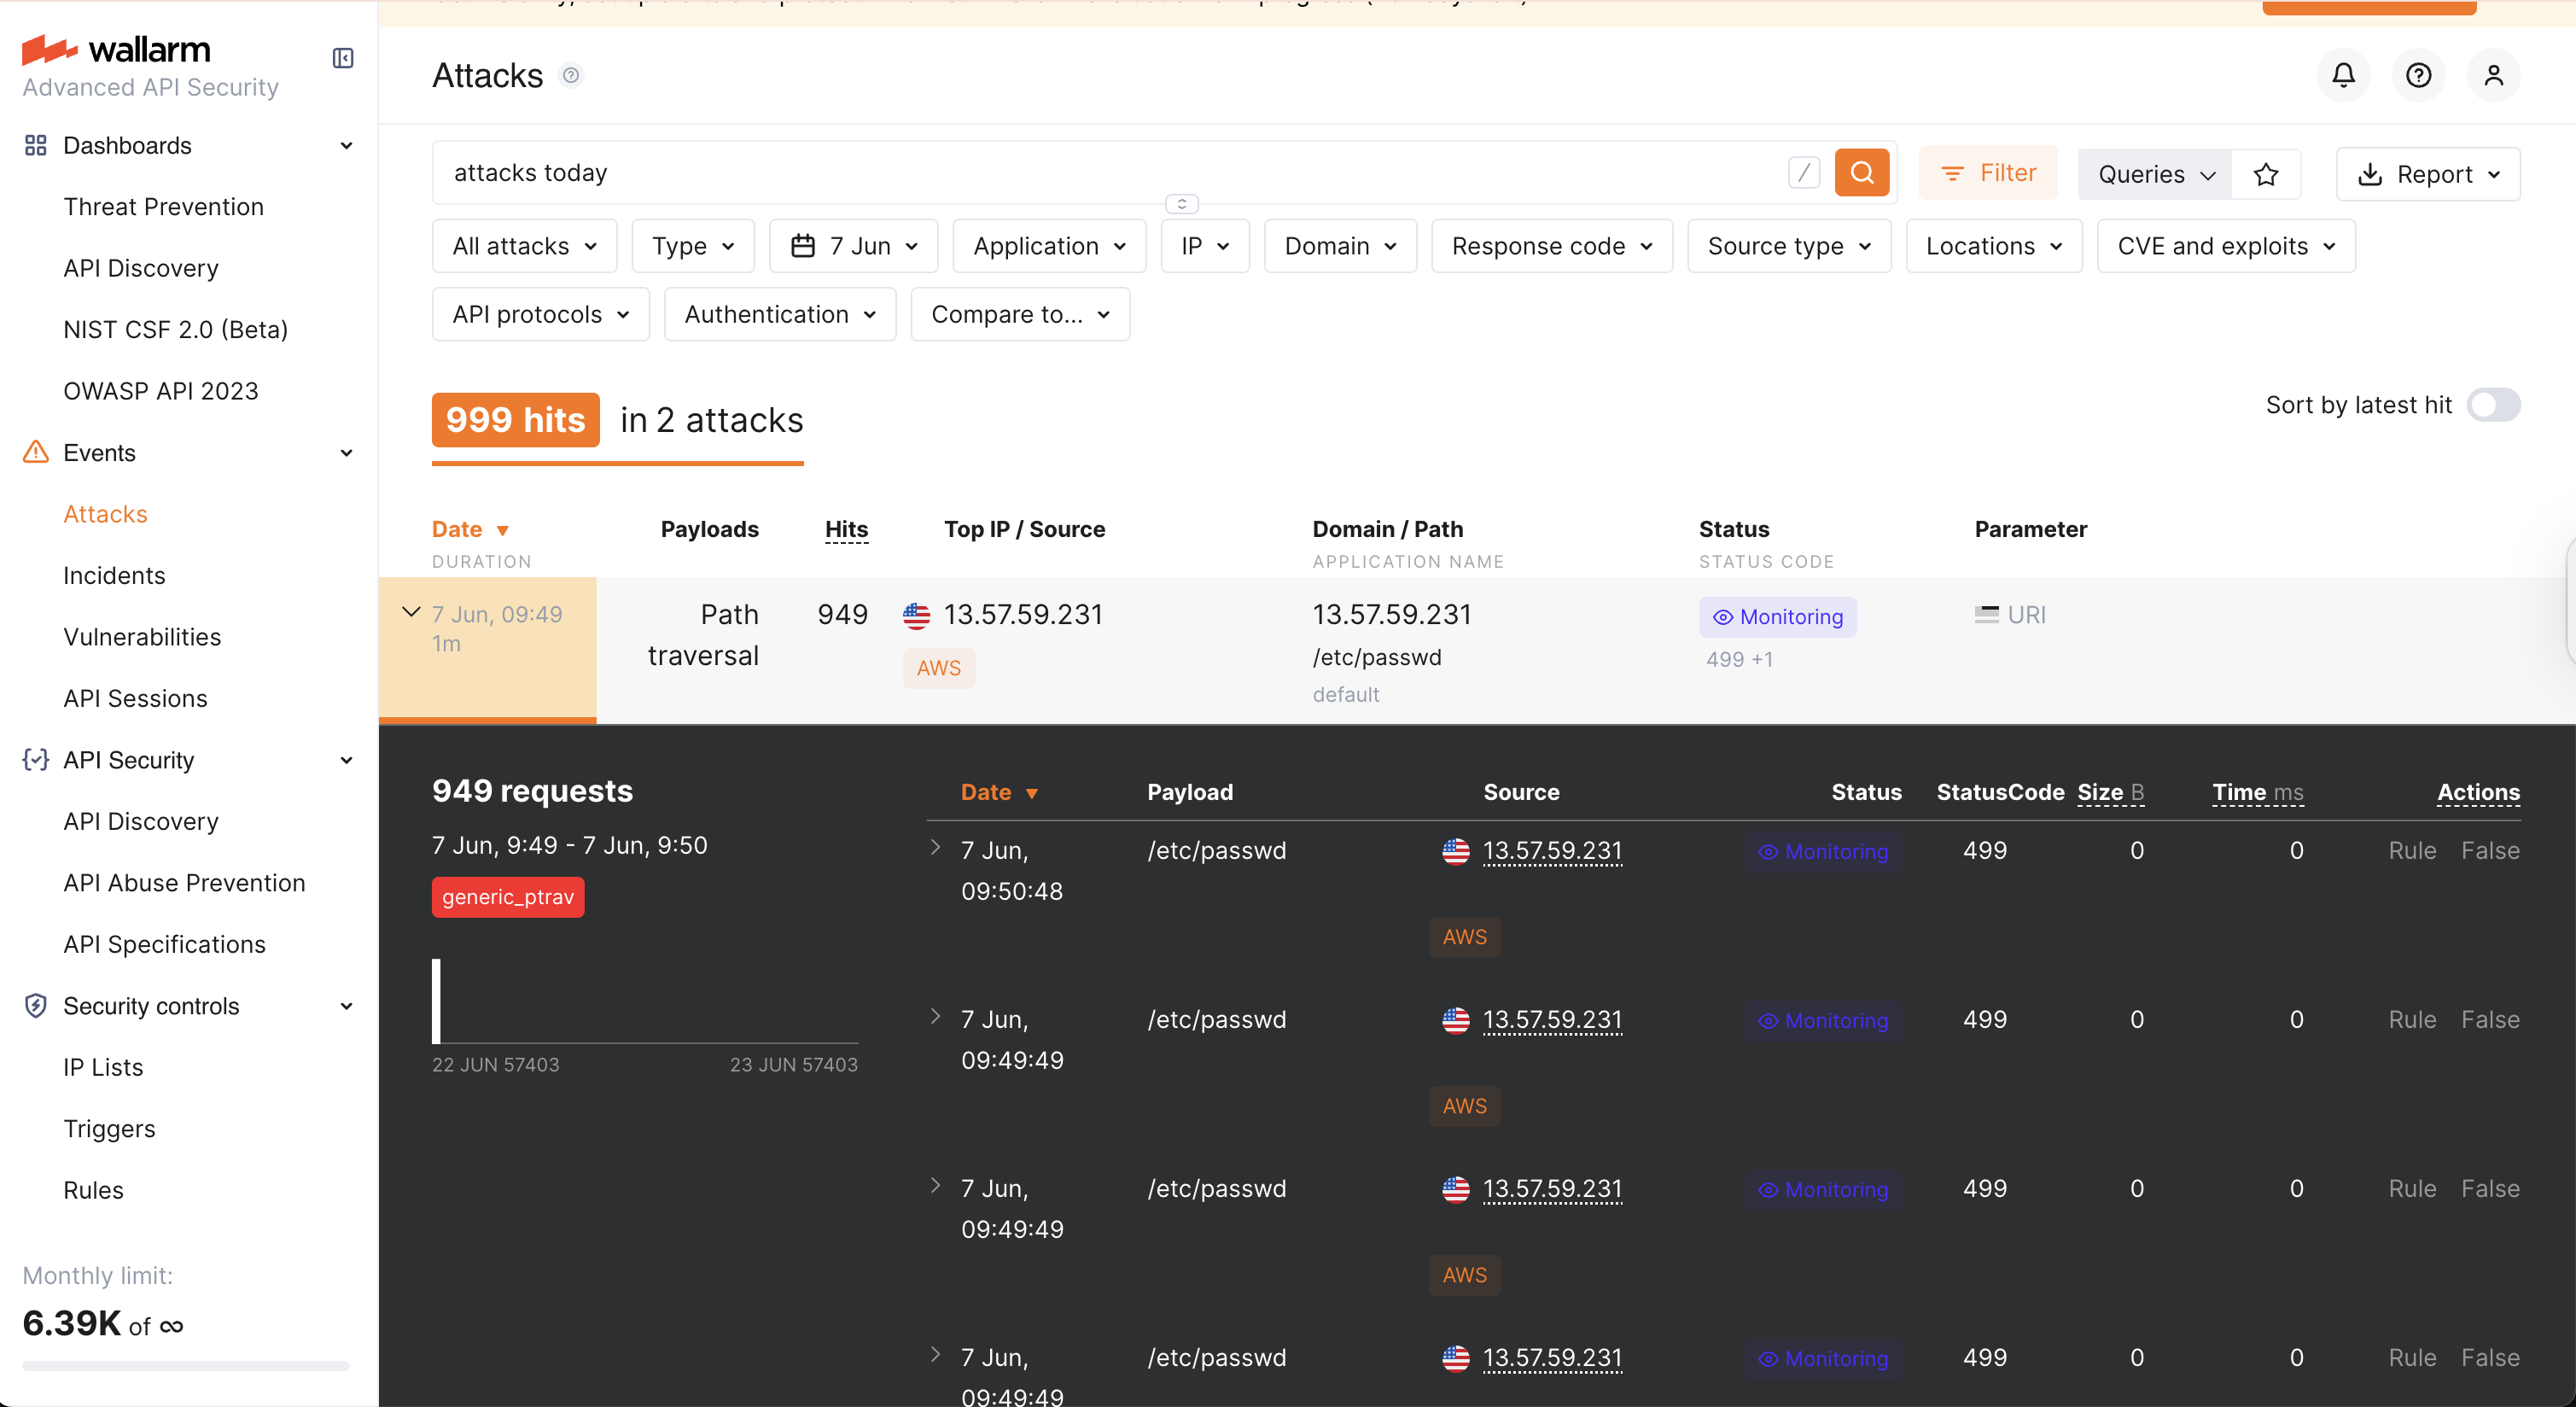 wallarm
Advanced API Security
Dashboards
Threat Prevention
API Discovery
NIST CSF 2.0 (Beta)
OWASP API 2023
Events
Attacks
Incidents
Vulnerabilities
API Sessions
API Security
API Discovery
API Abuse Prevention
API Specifications
Security controls
IP Lists
Triggers
Rules
Monthly limit:
6.39K of ∞
Attacks
attacks today
/
Filter
Queries
Report
All attacks
Type
7 Jun
Application
IP
Domain
Response code
Source type
Locations
CVE and exploits
API protocols
Authentication
Compare to...
999 hits in 2 attacks
Sort by latest hit
Date Payloads Hits Top IP / Source Domain / Path Status Parameter
DURATION APPLICATION NAME STATUS CODE
7 Jun, 09:49 Path 949 13.57.59.231 13.57.59.231 Monitoring URI
1m traversal AWS /etc/passwd 499 +1
default
949 requests
7 Jun, 9:49 - 7 Jun, 9:50
generic_ptrav
22 JUN 57403 23 JUN 57403
Date Payload Source Status StatusCode Size B Time ms Actions
7 Jun, /etc/passwd 13.57.59.231 Monitoring 499 0 0 Rule False
09:50:48
AWS
7 Jun, /etc/passwd 13.57.59.231 Monitoring 499 0 0 Rule False
09:49:49
AWS
7 Jun, /etc/passwd 13.57.59.231 Monitoring 499 0 0 Rule False
09:49:49
AWS
7 Jun, /etc/passwd 13.57.59.231 Monitoring 499 0 0 Rule False
09:49:49